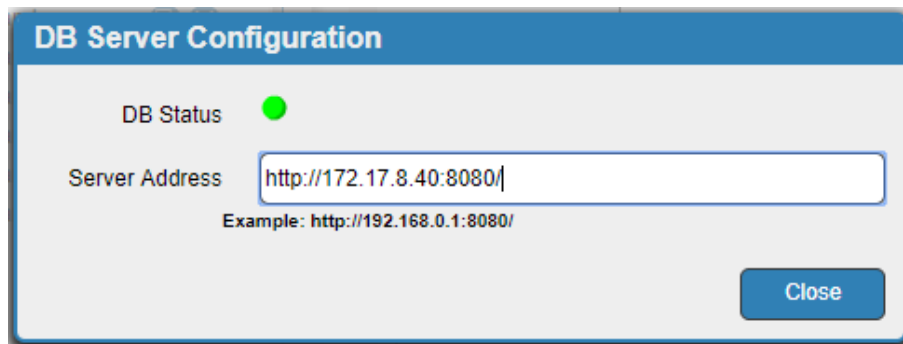 DB Server Configuration
DB Status
Server Address http://172.17.8.40:8080/
Example: http://192.168.0.1:8080/
Close